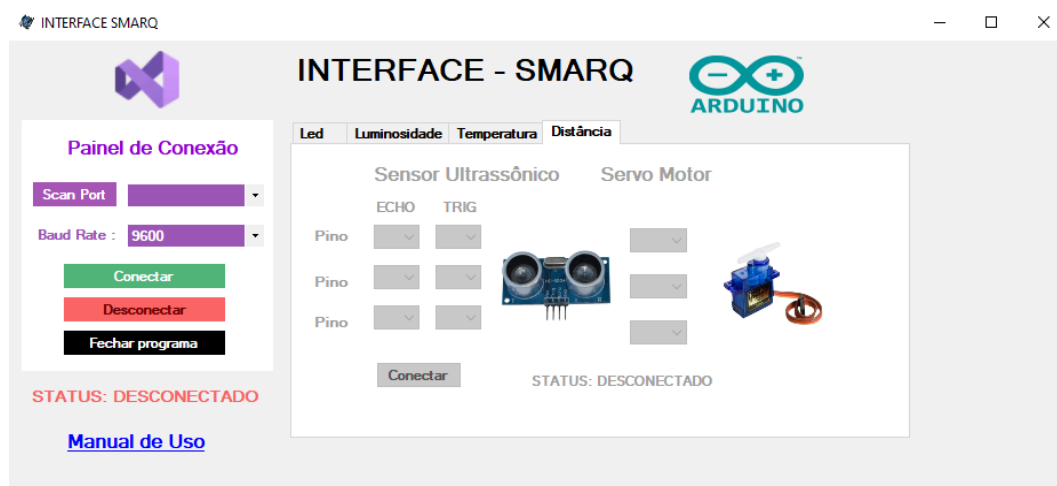 INTERFACE SMARQ
INTERFACE - SMARQ
ARDUINO
Painel de Conexão
Scan Port
Baud Rate : 9600
Conectar
Desconectar
Fechar programa
STATUS: DESCONECTADO
Manual de Uso
Led Luminosidade Temperatura Distância
Sensor Ultrassônico Servo Motor
ECHO TRIG
Pino
Pino
Pino
Conectar STATUS: DESCONECTADO